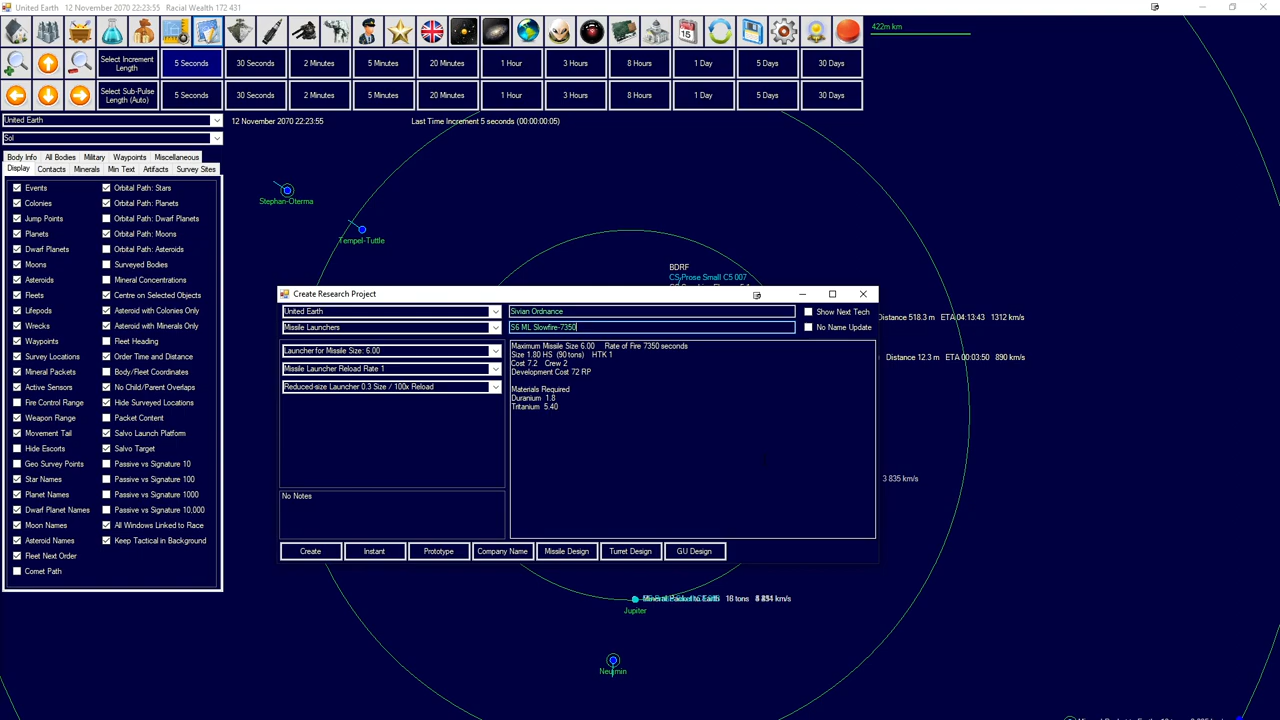 United Earth   12 November 2070 22:23:55   Racial Wealth 172 431
422m km
Select Increment Length
5 Seconds
30 Seconds
2 Minutes
5 Minutes
20 Minutes
1 Hour
3 Hours
8 Hours
1 Day
5 Days
30 Days
Select Sub-Pulse Length (Auto)
5 Seconds
30 Seconds
2 Minutes
5 Minutes
20 Minutes
1 Hour
3 Hours
8 Hours
1 Day
5 Days
30 Days
United Earth
12 November 2070 22:23:55
Last Time Increment 5 seconds (00:00:00:05)
Sol
Body Info   All Bodies   Military   Waypoints   Miscellaneous
Display   Contacts   Minerals   Min Text   Artifacts   Survey Sites
Events   Orbital Path: Stars
Colonies   Orbital Path: Planets
Jump Points   Orbital Path: Dwarf Planets
Planets   Orbital Path: Moons
Dwarf Planets   Orbital Path: Asteroids
Moons   Surveyed Bodies
Asteroids   Mineral Concentrations
Fleets   Centre on Selected Objects
Lifepods   Asteroid with Colonies Only
Wrecks   Asteroid with Minerals Only
Waypoints   Fleet Heading
Survey Locations   Order Time and Distance
Mineral Packets   Body/Fleet Coordinates
Active Sensors   No Child/Parent Overlaps
Fire Control Range   Hide Surveyed Locations
Weapon Range   Packet Content
Movement Tail   Salvo Launch Platform
Hide Escorts   Salvo Target
Geo Survey Points   Passive vs Signature 10
Star Names   Passive vs Signature 100
Planet Names   Passive vs Signature 1000
Dwarf Planet Names   Passive vs Signature 10,000
Moon Names   All Windows Linked to Race
Asteroid Names   Keep Tactical in Background
Fleet Next Order
Comet Path
Stephan-Oterma
Tempel-Tuttle
BDRF
CS Prose Small C5 007
Create Research Project
United Earth
Sivian Ordnance
Show Next Tech
Missile Launchers
S6 ML Slowfire-7350
No Name Update
Launcher for Missile Size: 6.00
Missile Launcher Reload Rate 1
Reduced-size Launcher 0.3 Size / 100x Reload
Maximum Missile Size 6.00   Rate of Fire 7350 seconds
Size 1.80 HS (90 tons)   HTK 1
Cost 7.2   Crew 2
Development Cost 72 RP
Materials Required
Duranium 1.8
Tritanium 5.40
No Notes
Create   Instant   Prototype   Company Name   Missile Design   Turret Design   GU Design
Distance 518.3 m   ETA 04:13:43   1312 km/s
Distance 12.3 m   ETA 00:03:50   890 km/s
3 835 km/s
Mineral Packet to Earth
Jupiter
Neujmin